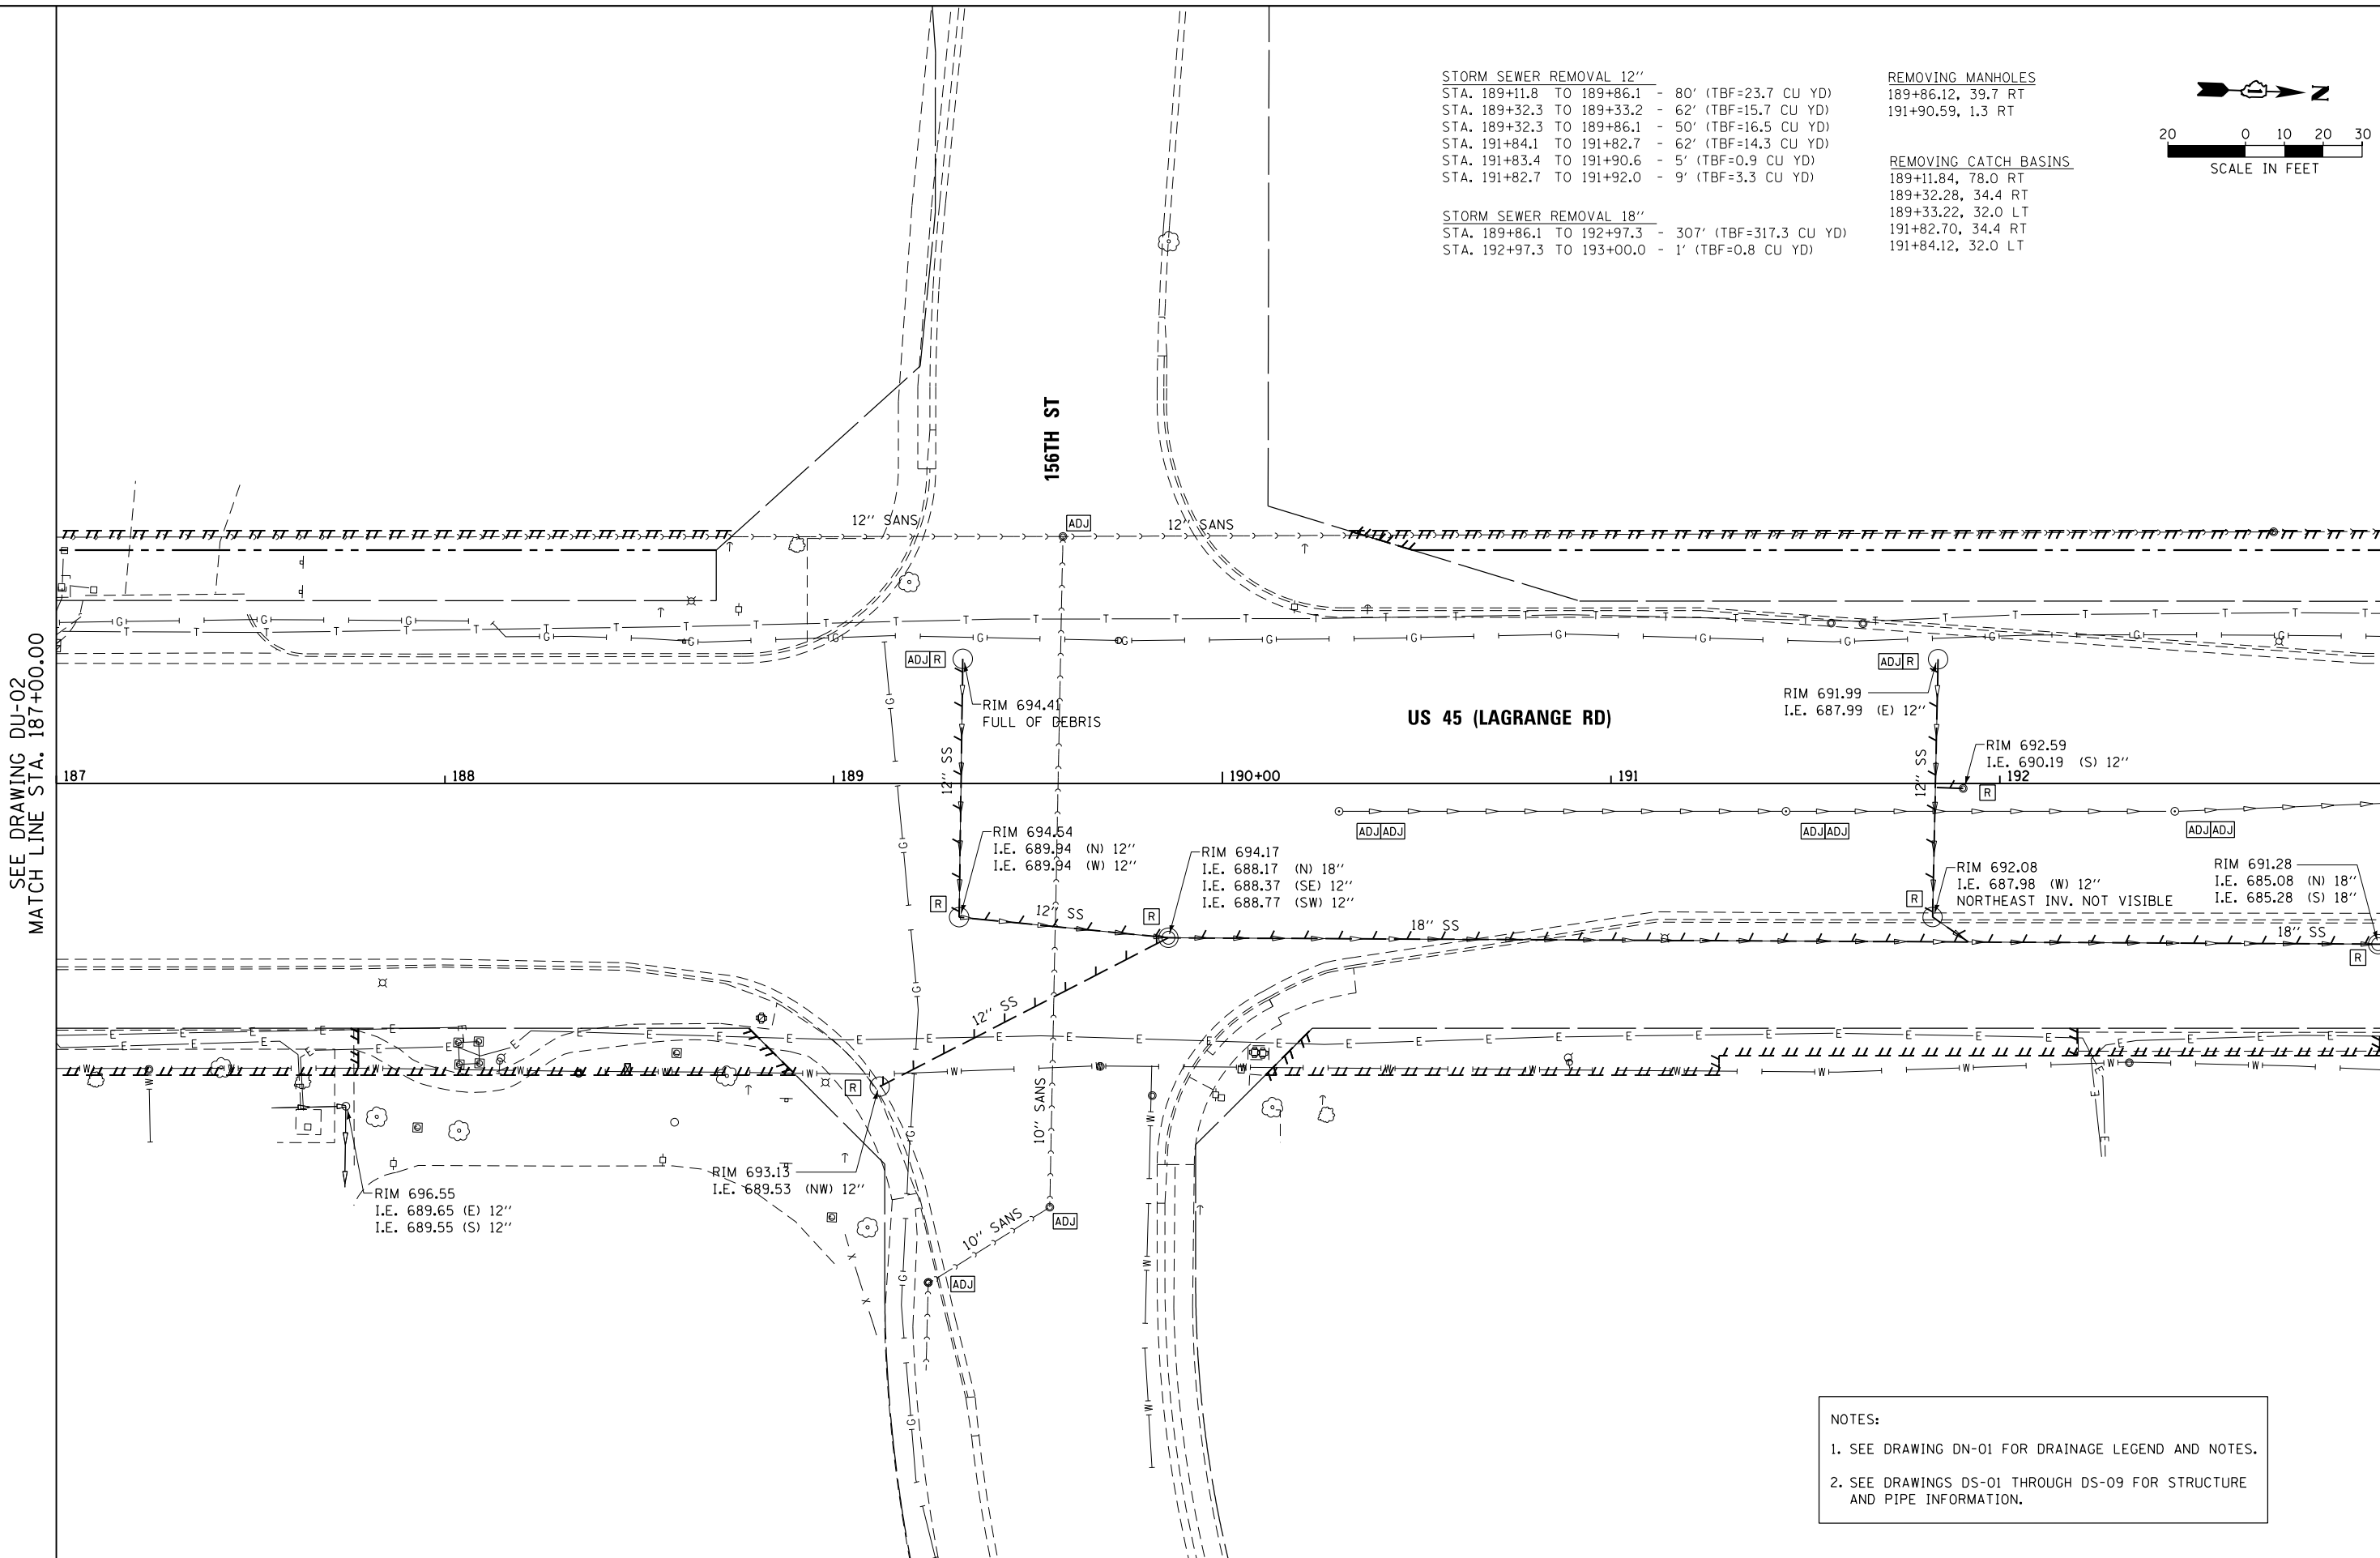 STORM SEWER REMOVAL 12''
STA. 189+11.8 TO 189+86.1 - 80' (TBF=23.7 CU YD)
STA. 189+32.3 TO 189+33.2 - 62' (TBF=15.7 CU YD)
STA. 189+32.3 TO 189+86.1 - 50' (TBF=16.5 CU YD)
STA. 191+84.1 TO 191+82.7 - 62' (TBF=14.3 CU YD)
STA. 191+83.4 TO 191+90.6 - 5' (TBF=0.9 CU YD)
STA. 191+82.7 TO 191+92.0 - 9' (TBF=3.3 CU YD)
STORM SEWER REMOVAL 18''
STA. 189+86.1 TO 192+97.3 - 307' (TBF=317.3 CU YD)
STA. 192+97.3 TO 193+00.0 - 1' (TBF=0.8 CU YD)
REMOVING MANHOLES
189+86.12, 39.7 RT
191+90.59, 1.3 RT
REMOVING CATCH BASINS
189+11.84, 78.0 RT
189+32.28, 34.4 RT
189+33.22, 32.0 LT
191+82.70, 34.4 RT
191+84.12, 32.0 LT
N
20 0 10 20 30
SCALE IN FEET
156TH ST
12'' SANS
ADJ
12'' SANS
SEE DRAWING DU-02
MATCH LINE STA. 187+00.00
ADJ R
RIM 694.41
FULL OF DEBRIS
US 45 (LAGRANGE RD)
ADJ R
RIM 691.99
I.E. 687.99 (E) 12''
12'' SS
12'' SS
RIM 692.59
I.E. 690.19 (S) 12''
R
187 188 189 190+00 191 192
ADJ ADJ
ADJ ADJ
ADJ ADJ
RIM 694.54
I.E. 689.94 (N) 12''
I.E. 689.94 (W) 12''
R
RIM 694.17
I.E. 688.17 (N) 18''
I.E. 688.37 (SE) 12''
I.E. 688.77 (SW) 12''
R
RIM 692.08
I.E. 687.98 (W) 12''
NORTHEAST INV. NOT VISIBLE
R
RIM 691.28
I.E. 685.08 (N) 18''
I.E. 685.28 (S) 18''
R
12'' SS
18'' SS
18'' SS
12'' SS
R
RIM 693.13
I.E. 689.53 (NW) 12''
RIM 696.55
I.E. 689.65 (E) 12''
I.E. 689.55 (S) 12''
10'' SANS
ADJ
10'' SANS
ADJ
NOTES:
1. SEE DRAWING DN-01 FOR DRAINAGE LEGEND AND NOTES.
2. SEE DRAWINGS DS-01 THROUGH DS-09 FOR STRUCTURE
AND PIPE INFORMATION.